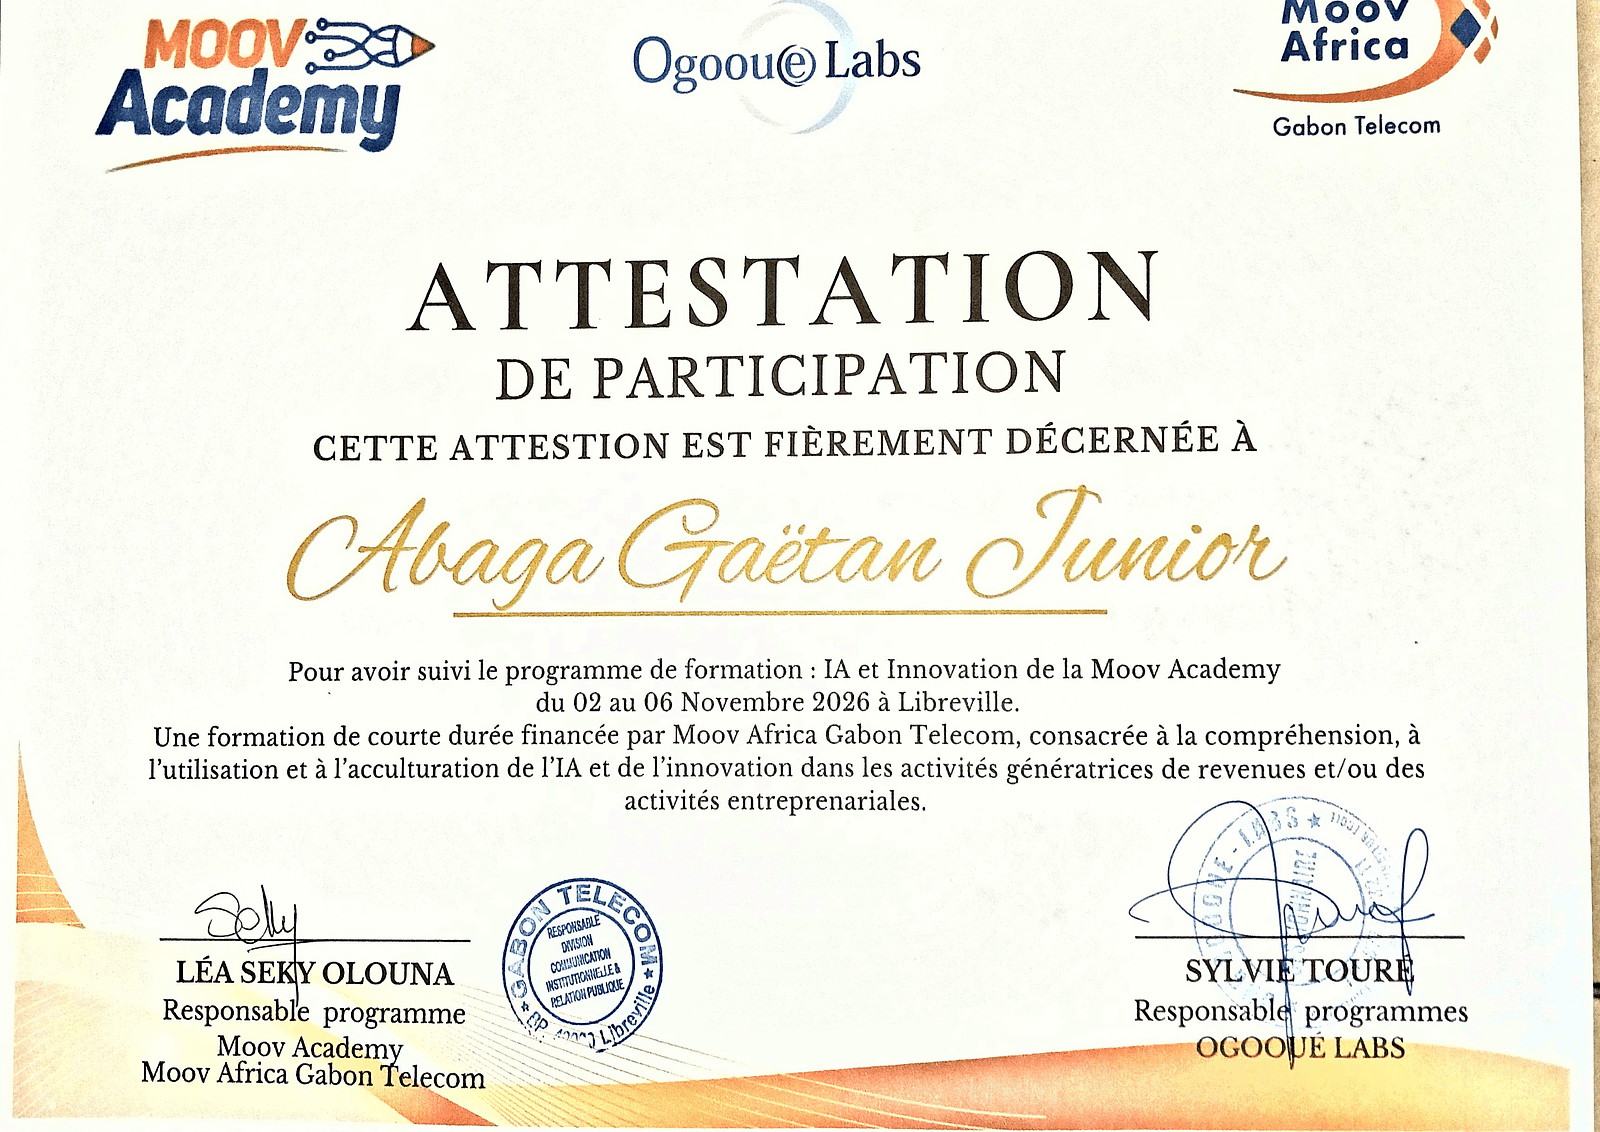 MOOV
Academy
Ogooue Labs
Moov
Africa
Gabon Telecom
ATTESTATION
DE PARTICIPATION
CETTE ATTESTION EST FIÈREMENT DÉCERNÉE À
Abaga Gaëtan Junior
Pour avoir suivi le programme de formation : IA et Innovation de la Moov Academy
du 02 au 06 Novembre 2026 à Libreville.
Une formation de courte durée financée par Moov Africa Gabon Telecom, consacrée à la compréhension, à
l'utilisation et à l'acculturation de l'IA et de l'innovation dans les activités génératrices de revenues et/ou des
activités entreprenariales.
Selly
LÉA SEKY OLOUNA
Responsable programme
Moov Academy
Moov Africa Gabon Telecom
GABON TELECOM
RESPONSABLE
DIVISION
COMMUNICATION
INSTITUTIONNELLE &
RELATION PUBLIQUE
BP Libreville
OGOOUE-LABS
SYLVIE TOURE
Responsable programmes
OGOOUÉ LABS